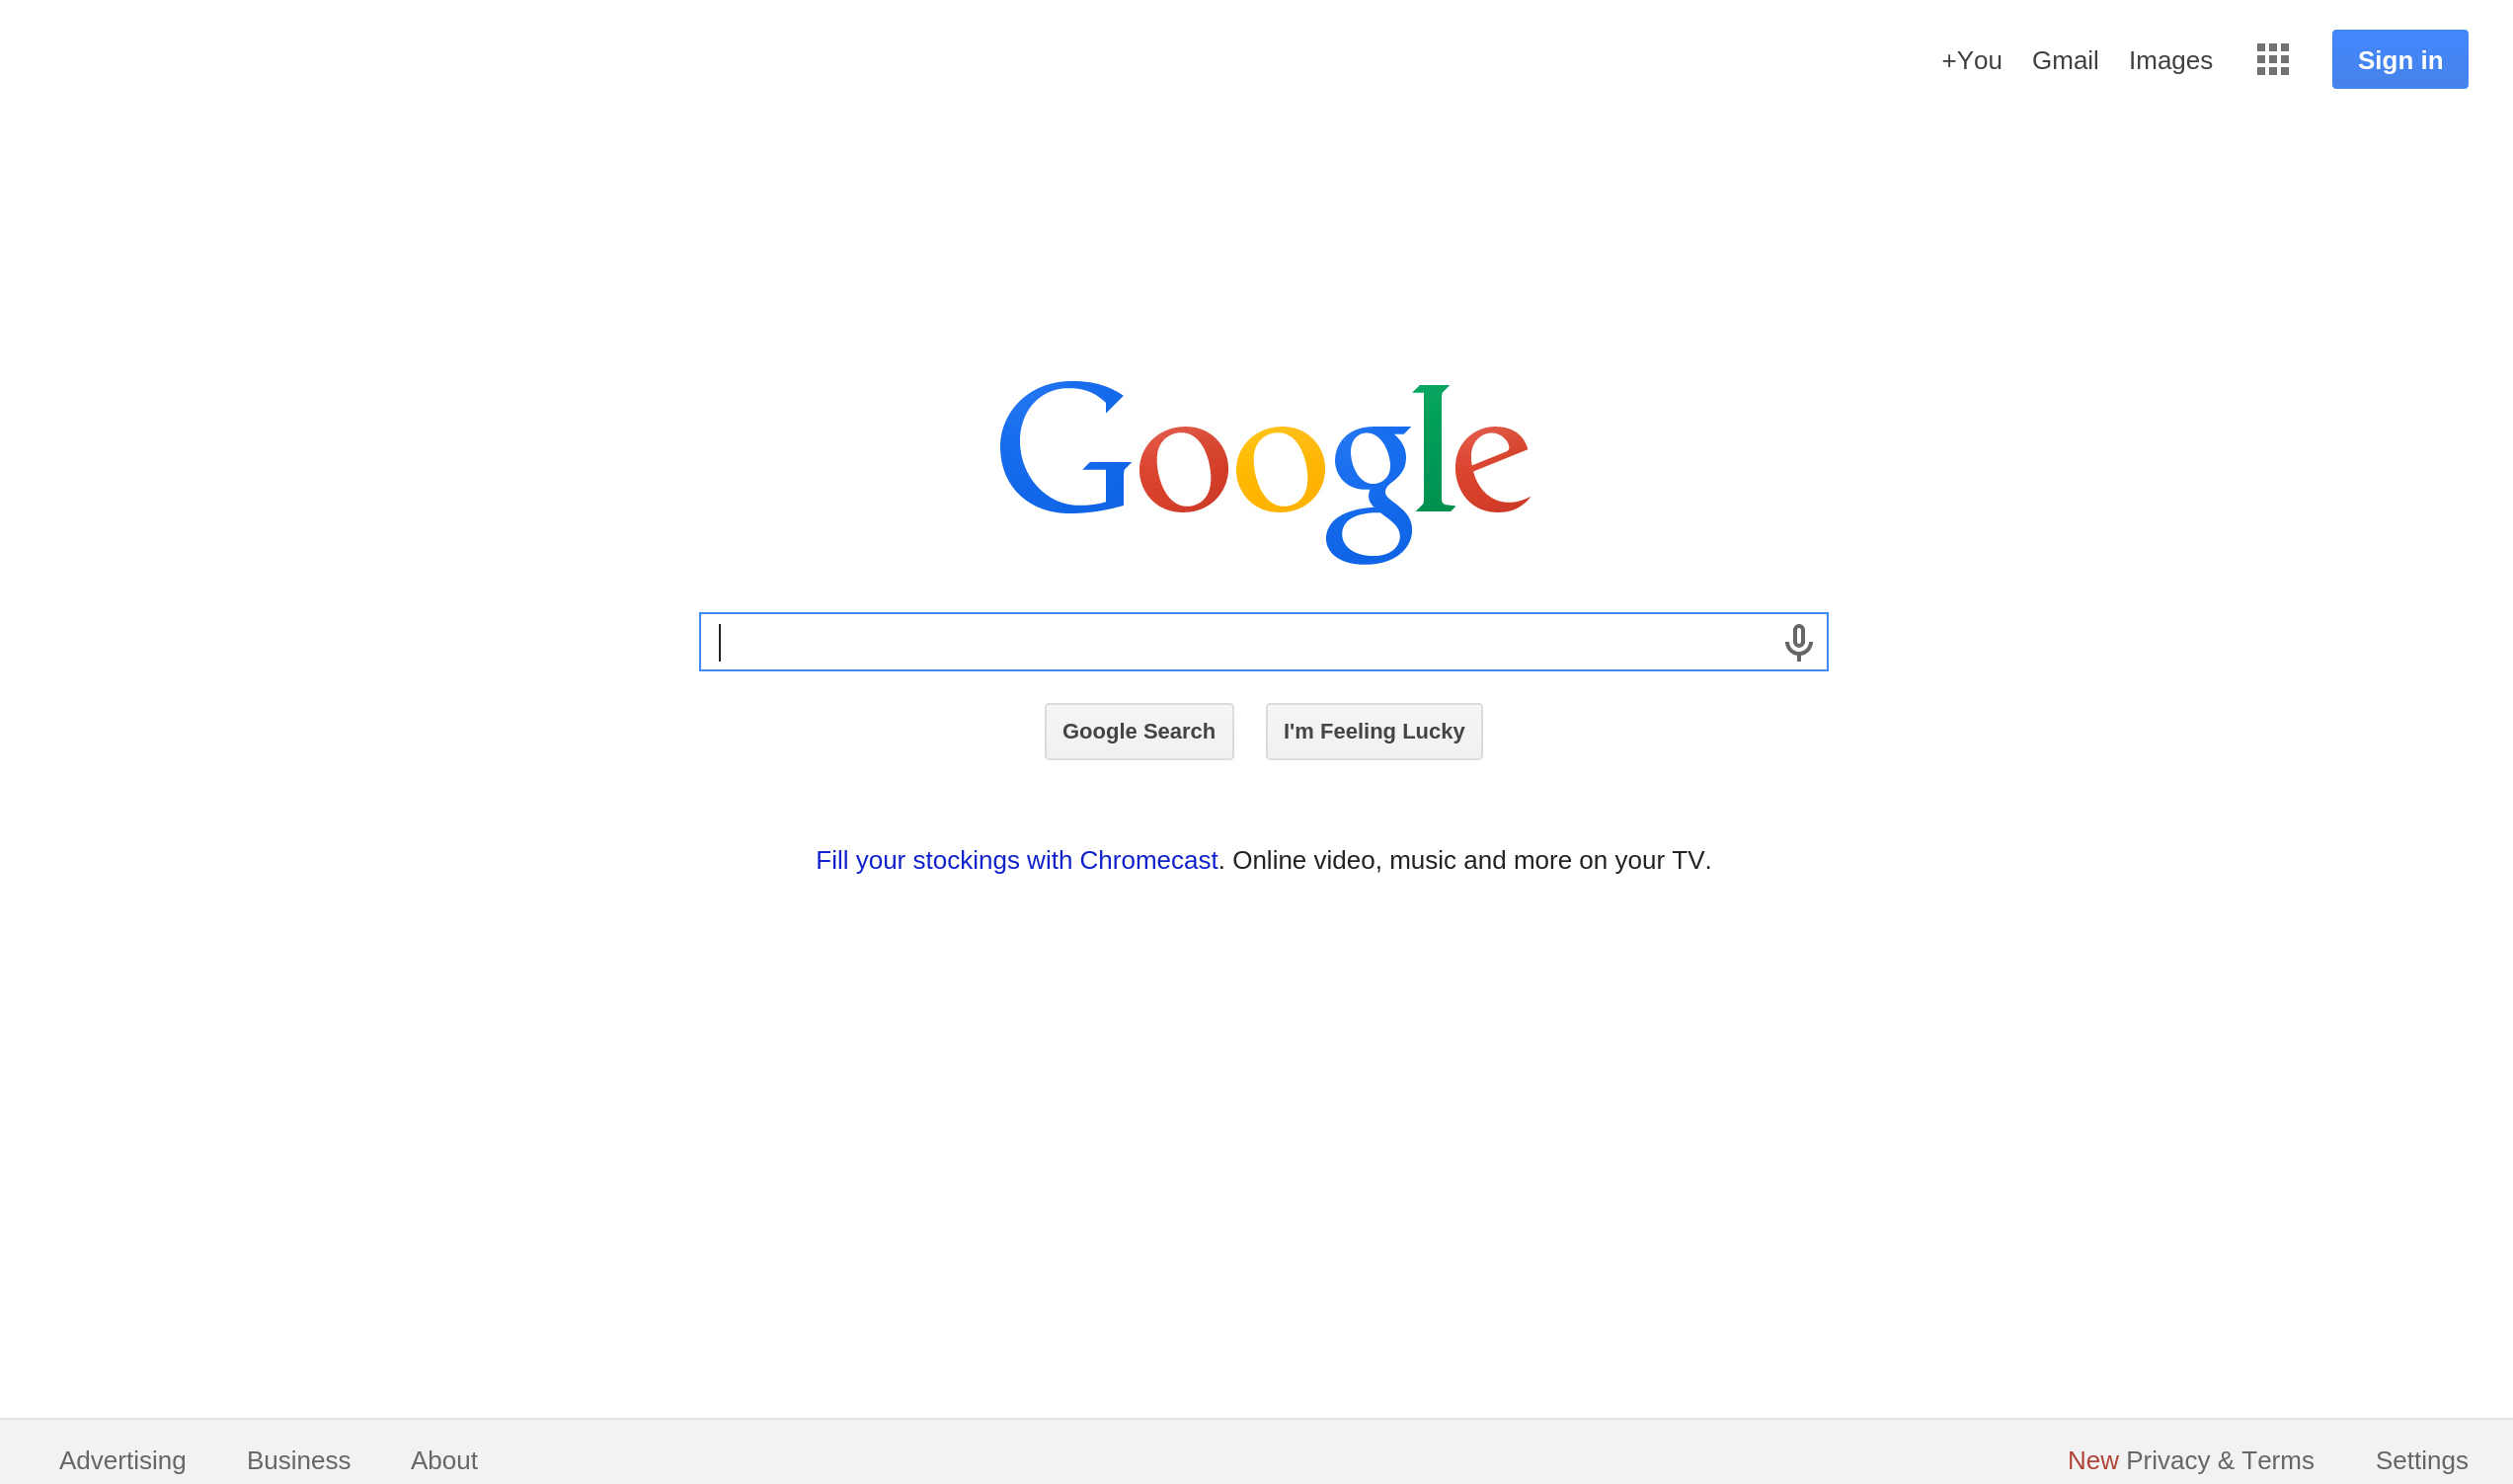 +You Gmail Images Sign in
Google
Google Search I'm Feeling Lucky
Fill your stockings with Chromecast. Online video, music and more on your TV.
Advertising Business About New Privacy & Terms Settings